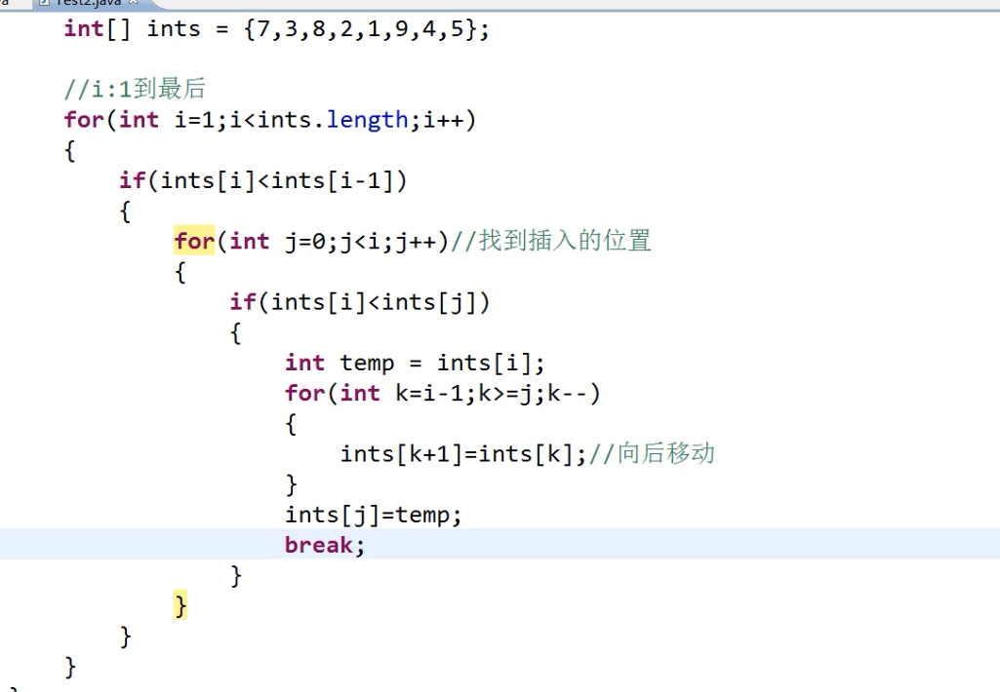 Test2.java
int[] ints = {7,3,8,2,1,9,4,5};
//i:1到最后
for(int i=1;i<ints.length;i++)
{
if(ints[i]<ints[i-1])
{
for(int j=0;j<i;j++)//找到插入的位置
{
if(ints[i]<ints[j])
{
int temp = ints[i];
for(int k=i-1;k>=j;k--)
{
ints[k+1]=ints[k];//向后移动
}
ints[j]=temp;
break;
}
}
}
}